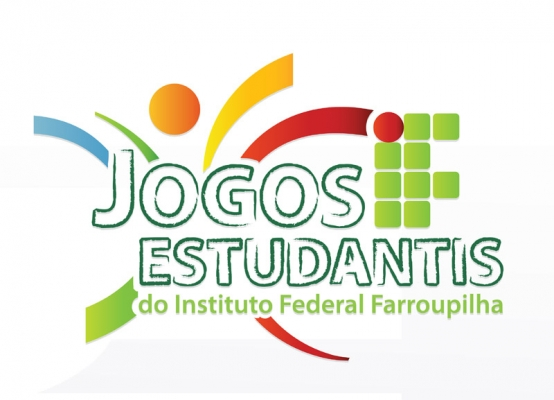 JOGOS
ESTUDANTIS
do Instituto Federal Farroupilha